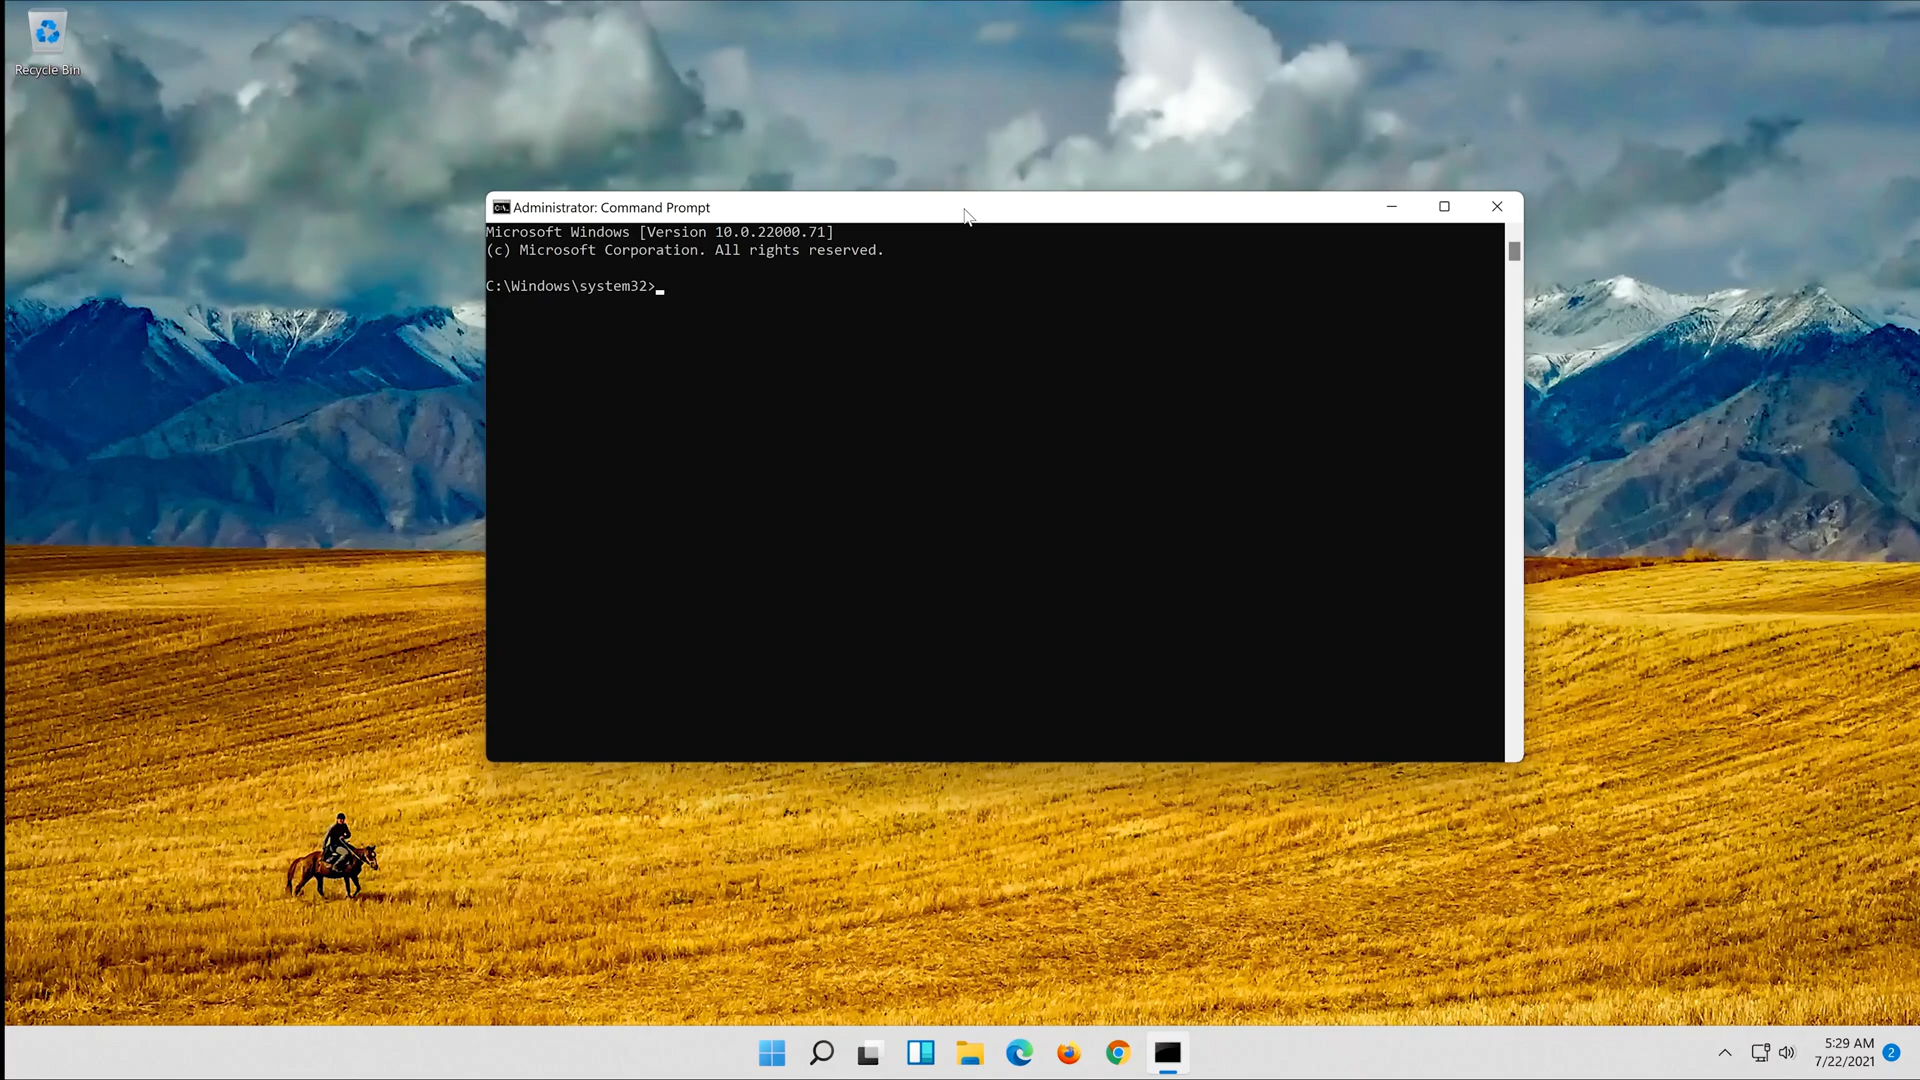 Recycle Bin
Administrator: Command Prompt
Microsoft Windows [Version 10.0.22000.71]
(c) Microsoft Corporation. All rights reserved.
C:\Windows\system32>
5:29 AM
7/22/2021
2